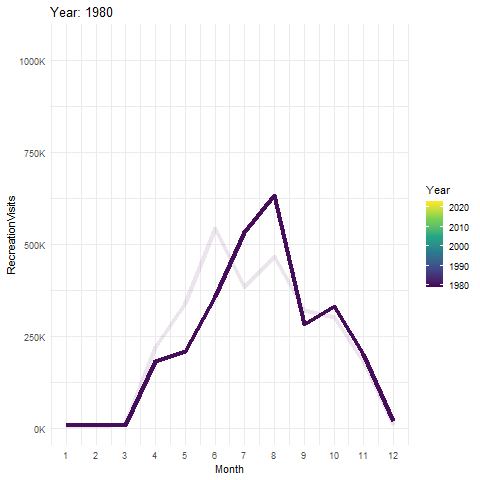 Year: 1980
1000K
750K
500K
250K
0K
RecreationVisits
1 2 3 4 5 6 7 8 9 10 11 12
Month
Year
2020
2010
2000
1990
1980